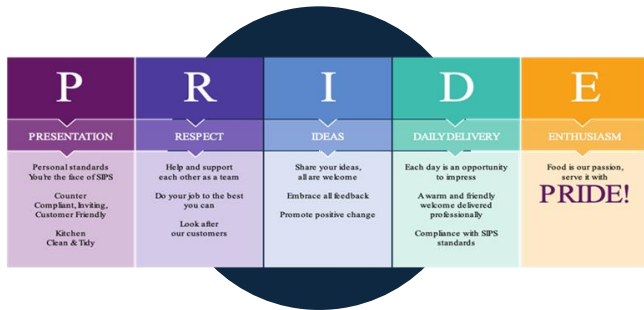 P
PRESENTATION
Personal standards
You're the face of SIPS
Counter
Compliant, Inviting,
Customer Friendly
Kitchen
Clean & Tidy
R
RESPECT
Help and support
each other as a team
Do your job to the best
you can
Look after
our customers
I
IDEAS
Share your ideas,
all are welcome
Embrace all feedback
Promote positive change
D
DAILY DELIVERY
Each day is an opportunity
to impress
A warm and friendly
welcome delivered
professionally
Compliance with SIPS
standards
E
ENTHUSIASM
Food is our passion,
serve it with
PRIDE!